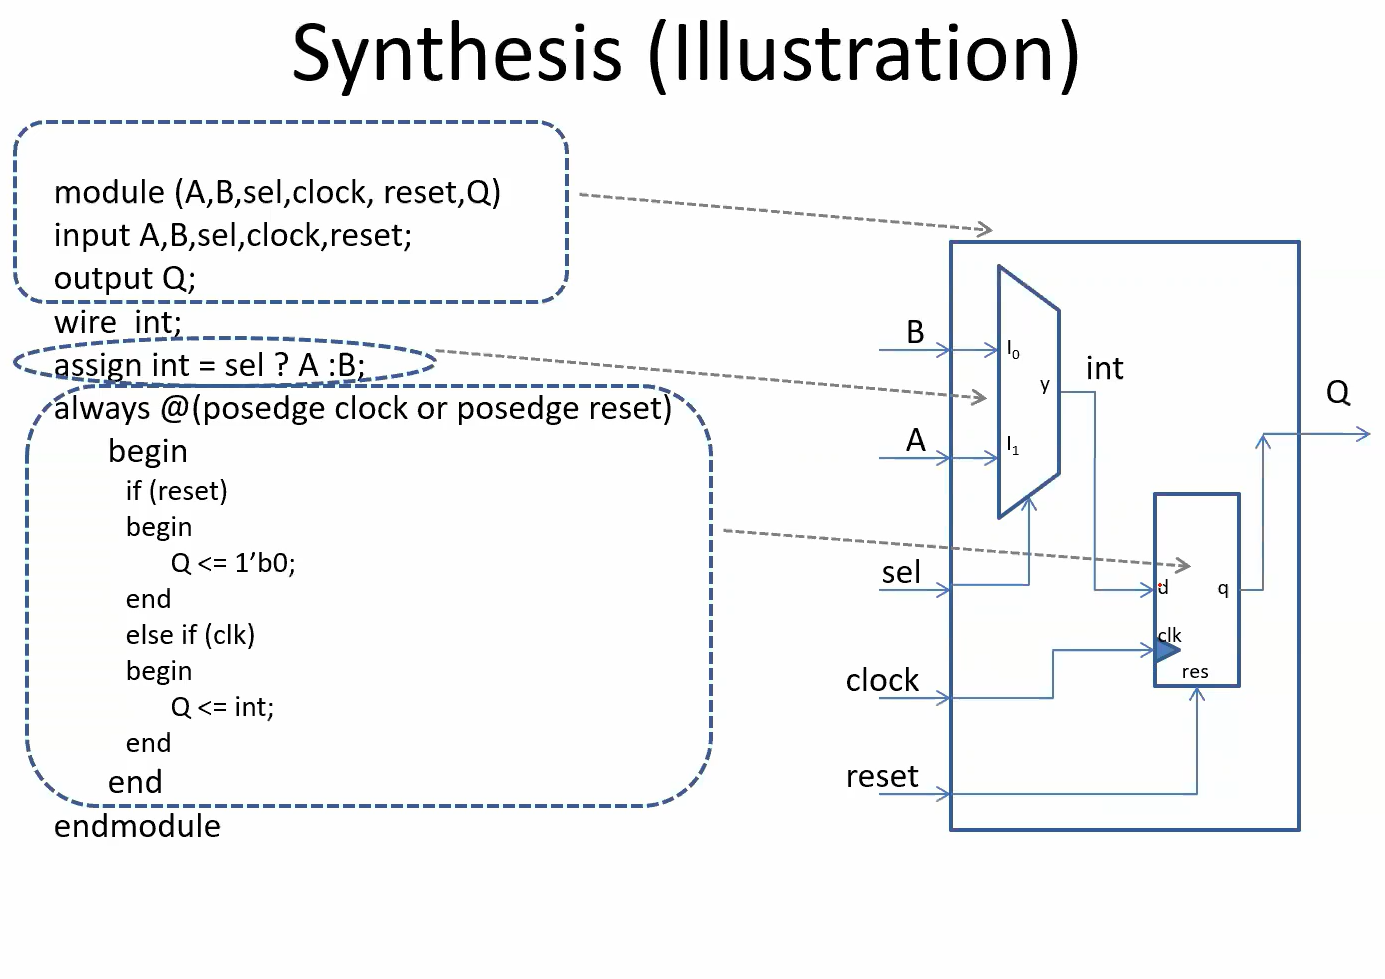 Synthesis (Illustration)
module (A,B,sel,clock, reset,Q)
input A,B,sel,clock,reset;
output Q;
wire  int;
assign int = sel ? A :B;
always @(posedge clock or posedge reset)
begin
if (reset)
begin
Q <= 1’b0;
end
else if (clk)
begin
Q <= int;
end
end
endmodule
B
I0
int
y
Q
A
I1
sel
d
q
clk
res
clock
reset